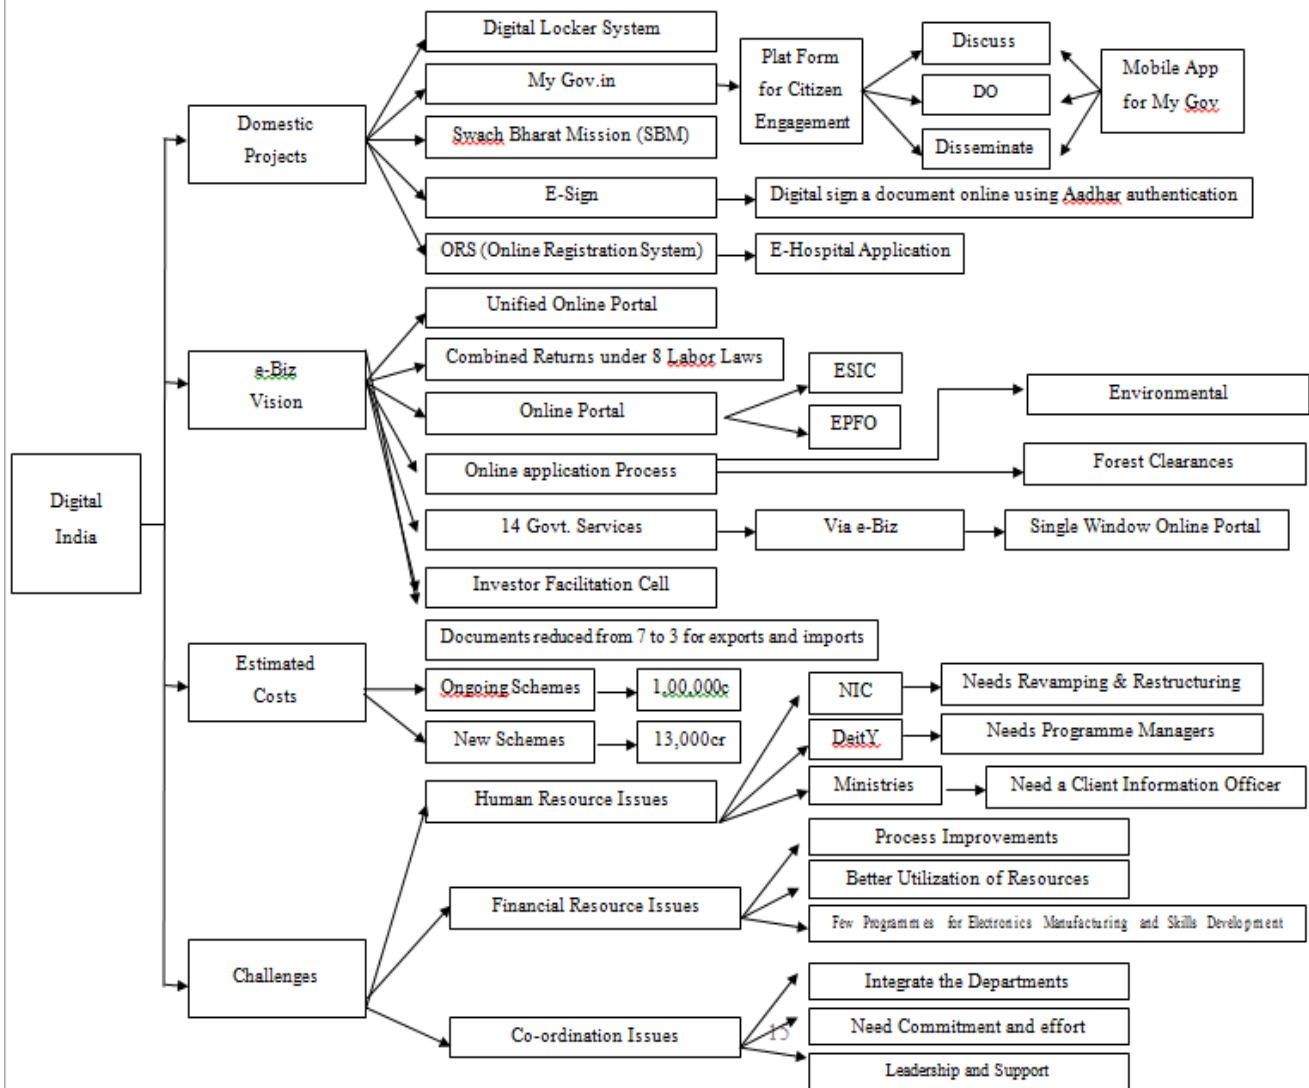 Digital Locker System
My Gov.in
Swach Bharat Mission (SBM)
E-Sign
ORS (Online Registration System)
Plat Form
for Citizen
Engagement
Discuss
DO
Disseminate
Mobile App
for My Gov
Domestic
Projects
Digital sign a document online using Aadhar authentication
E-Hospital Application
Unified Online Portal
Combined Returns under 8 Labor Laws
Online Portal
ESIC
EPFO
e-Biz
Vision
Online application Process
Environmental
Forest Clearances
14 Govt. Services
Via e-Biz
Single Window Online Portal
Investor Facilitation Cell
Documents reduced from 7 to 3 for exports and imports
Digital
India
Estimated
Costs
Ongoing Schemes
1,00,000c
New Schemes
13,000cr
Human Resource Issues
NIC
Needs Revamping & Restructuring
DeitY
Needs Programme Managers
Ministries
Need a Client Information Officer
Challenges
Financial Resource Issues
Process Improvements
Better Utilization of Resources
Few Programmes for Electronics Manufacturing and Skills Development
Co-ordination Issues
15
Integrate the Departments
Need Commitment and effort
Leadership and Support